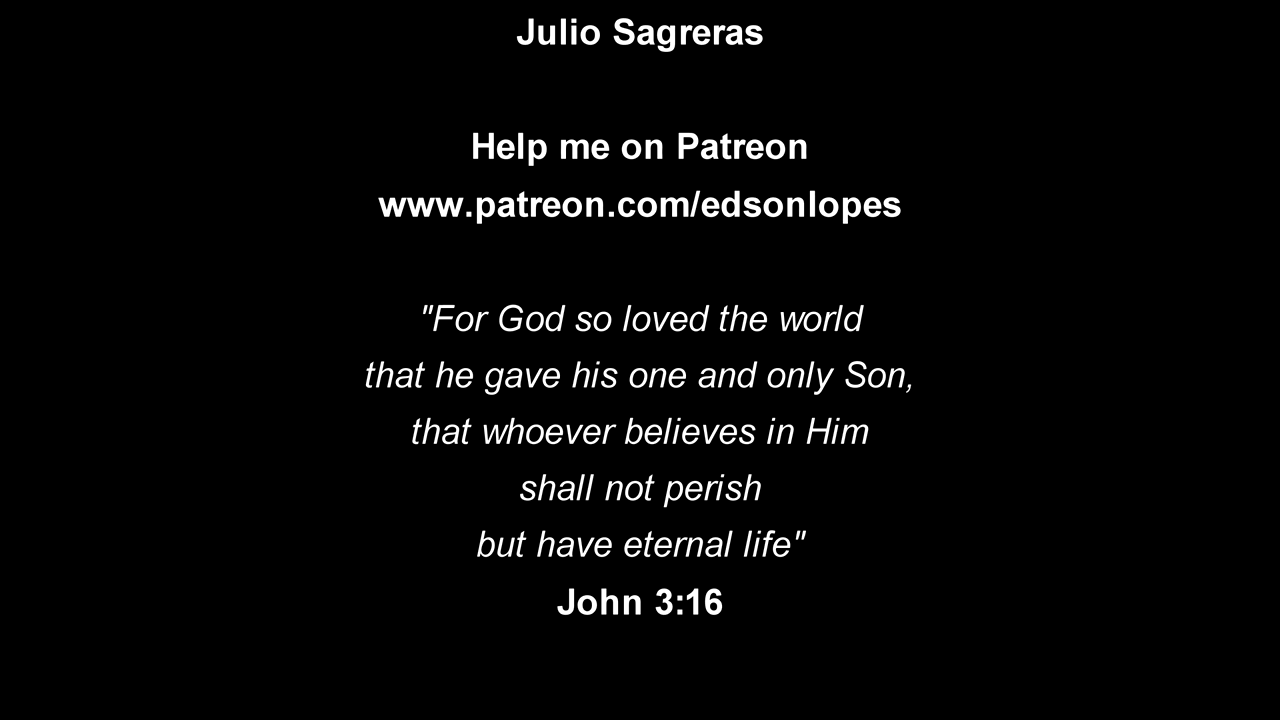 Julio Sagreras
Help me on Patreon
www.patreon.com/edsonlopes
"For God so loved the world
that he gave his one and only Son,
that whoever believes in Him
shall not perish
but have eternal life"
John 3:16